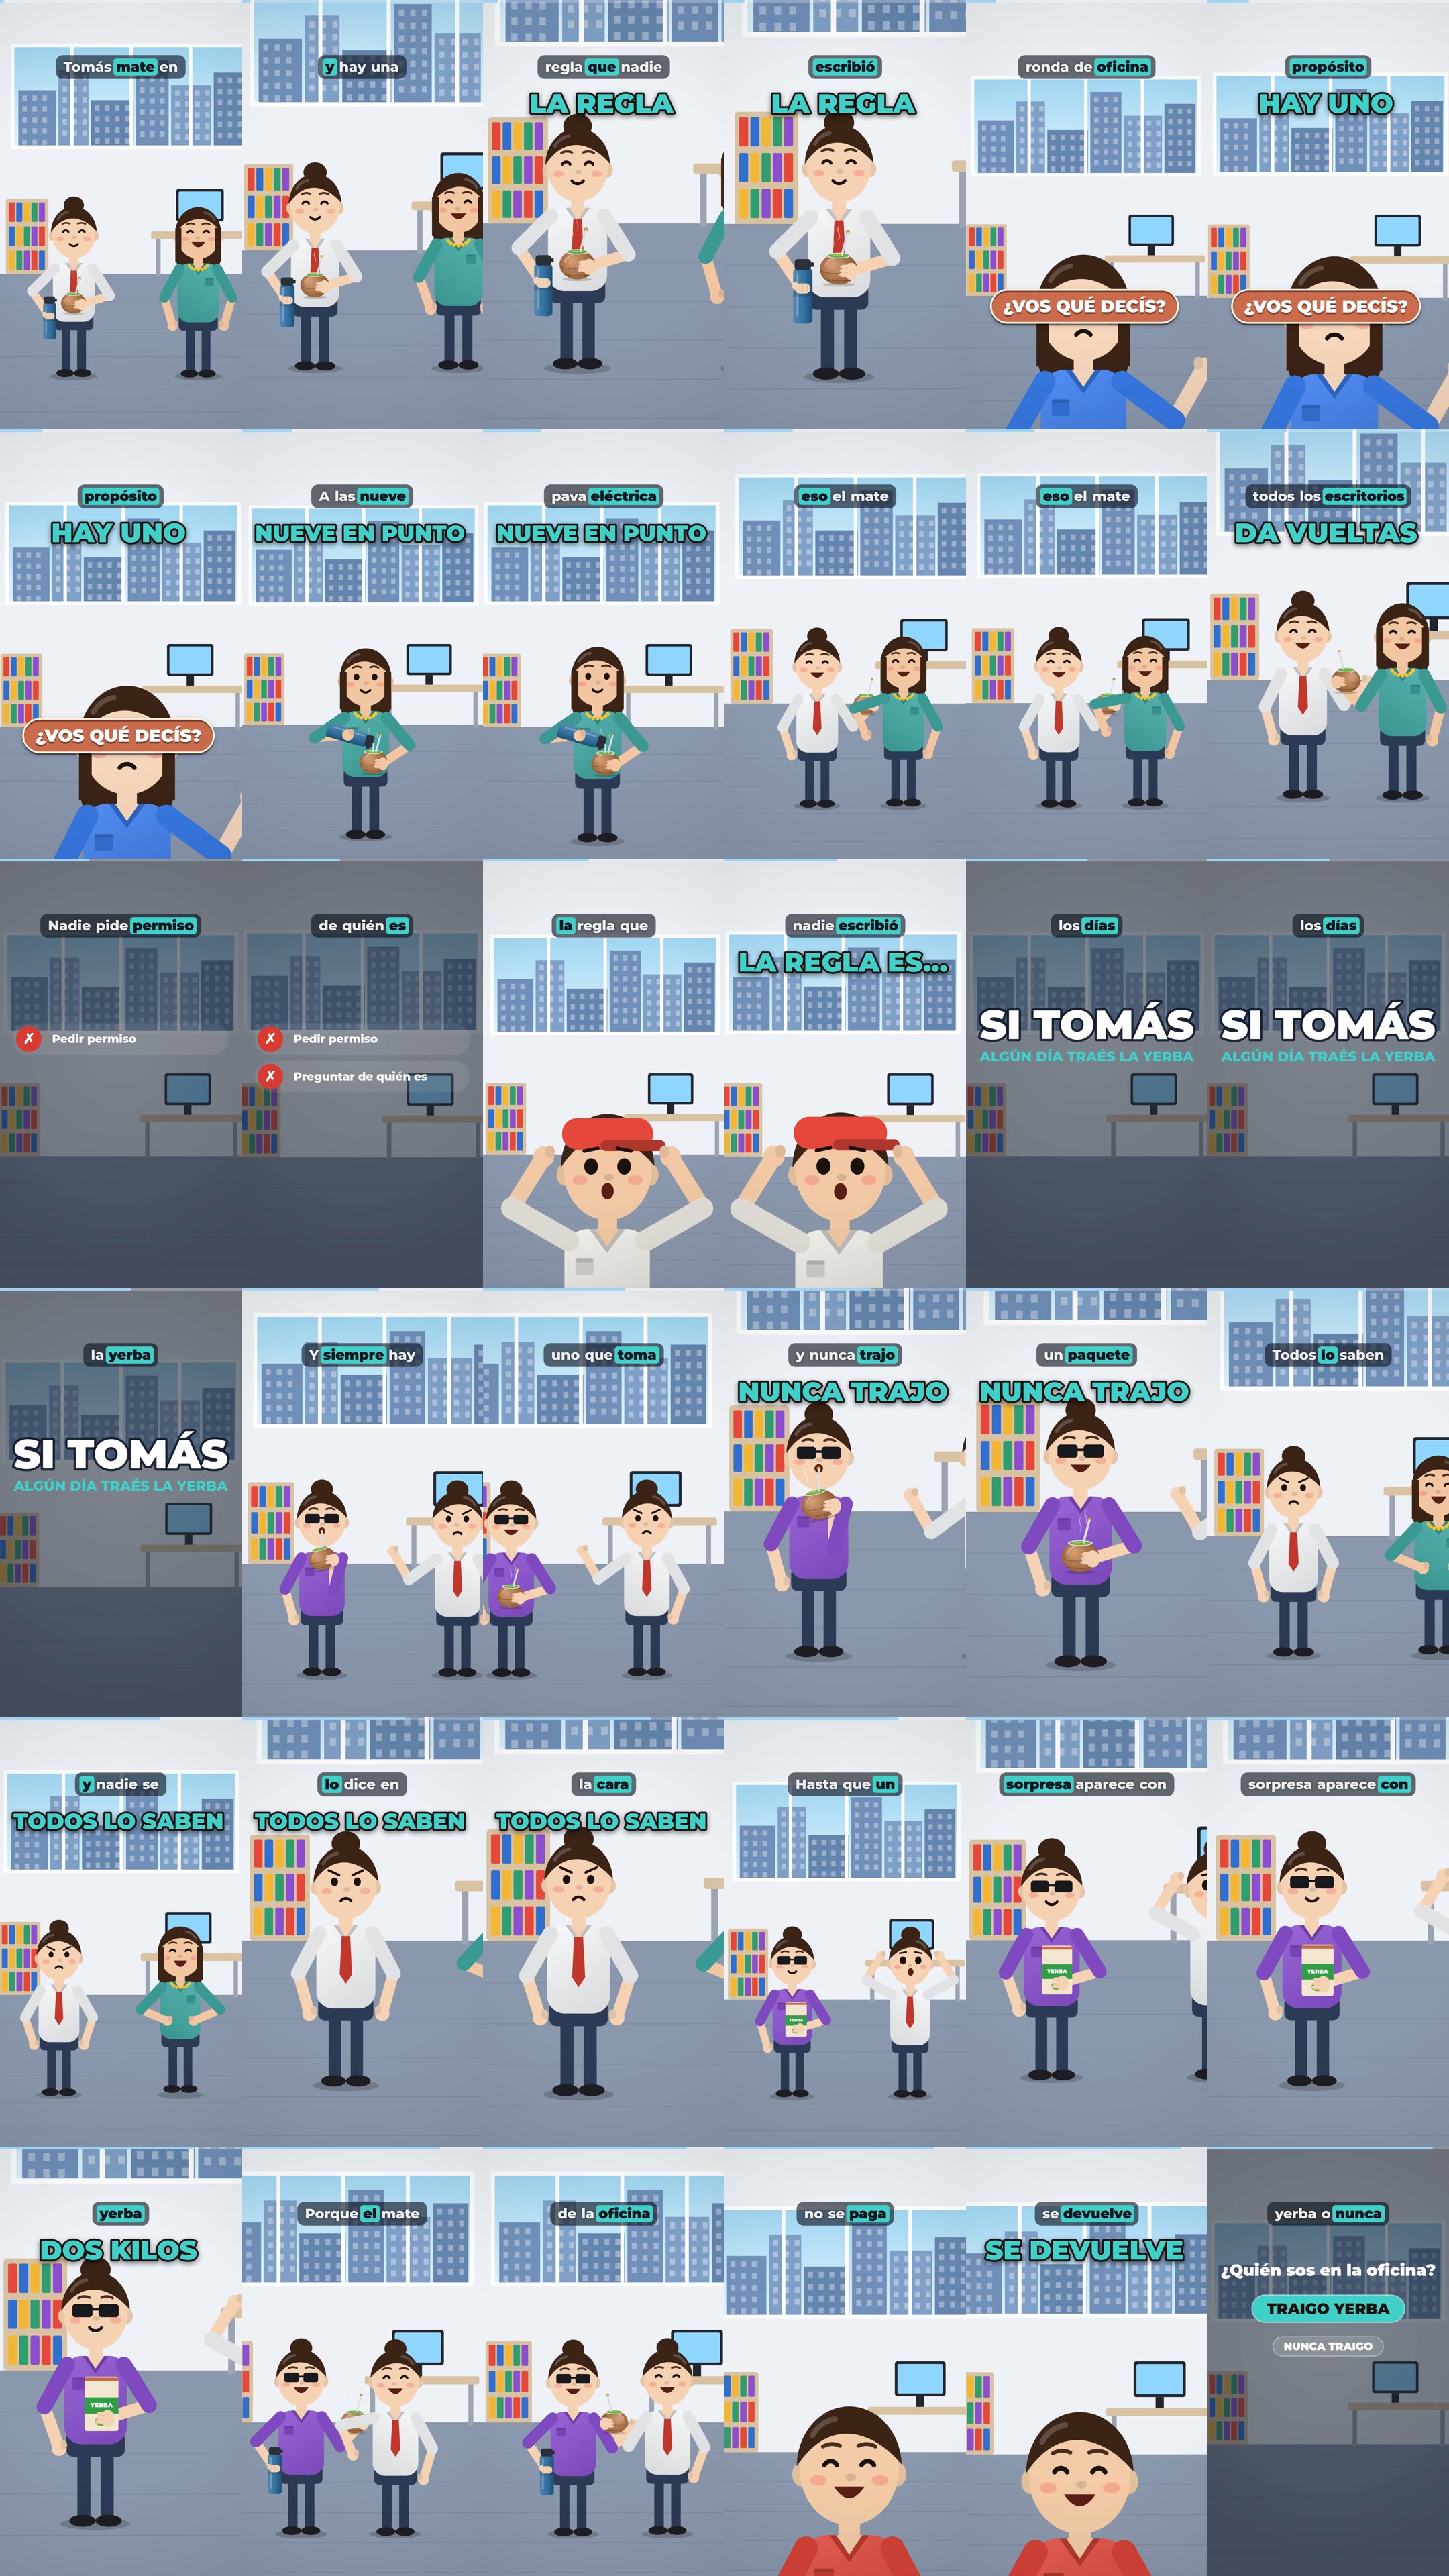 Tomás mate en
y hay una
regla que nadie
LA REGLA
escribió
LA REGLA
ronda de oficina
¿VOS QUÉ DECÍS?
propósito
HAY UNO
¿VOS QUÉ DECÍS?
propósito
HAY UNO
¿VOS QUÉ DECÍS?
A las nueve
NUEVE EN PUNTO
pava eléctrica
NUEVE EN PUNTO
eso el mate
eso el mate
todos los escritorios
DA VUELTAS
Nadie pide permiso
✗ Pedir permiso
de quién es
✗ Pedir permiso
✗ Preguntar de quién es
la regla que
nadie escribió
LA REGLA ES...
los días
SI TOMÁS
ALGÚN DÍA TRAÉS LA YERBA
los días
SI TOMÁS
ALGÚN DÍA TRAÉS LA YERBA
la yerba
SI TOMÁS
ALGÚN DÍA TRAÉS LA YERBA
Y siempre hay
uno que toma
y nunca trajo
NUNCA TRAJO
un paquete
NUNCA TRAJO
Todos lo saben
y nadie se
TODOS LO SABEN
lo dice en
TODOS LO SABEN
la cara
TODOS LO SABEN
Hasta que un
YERBA
sorpresa aparece con
YERBA
sorpresa aparece con
YERBA
yerba
DOS KILOS
YERBA
Porque el mate
de la oficina
no se paga
se devuelve
SE DEVUELVE
yerba o nunca
¿Quién sos en la oficina?
TRAIGO YERBA
NUNCA TRAIGO